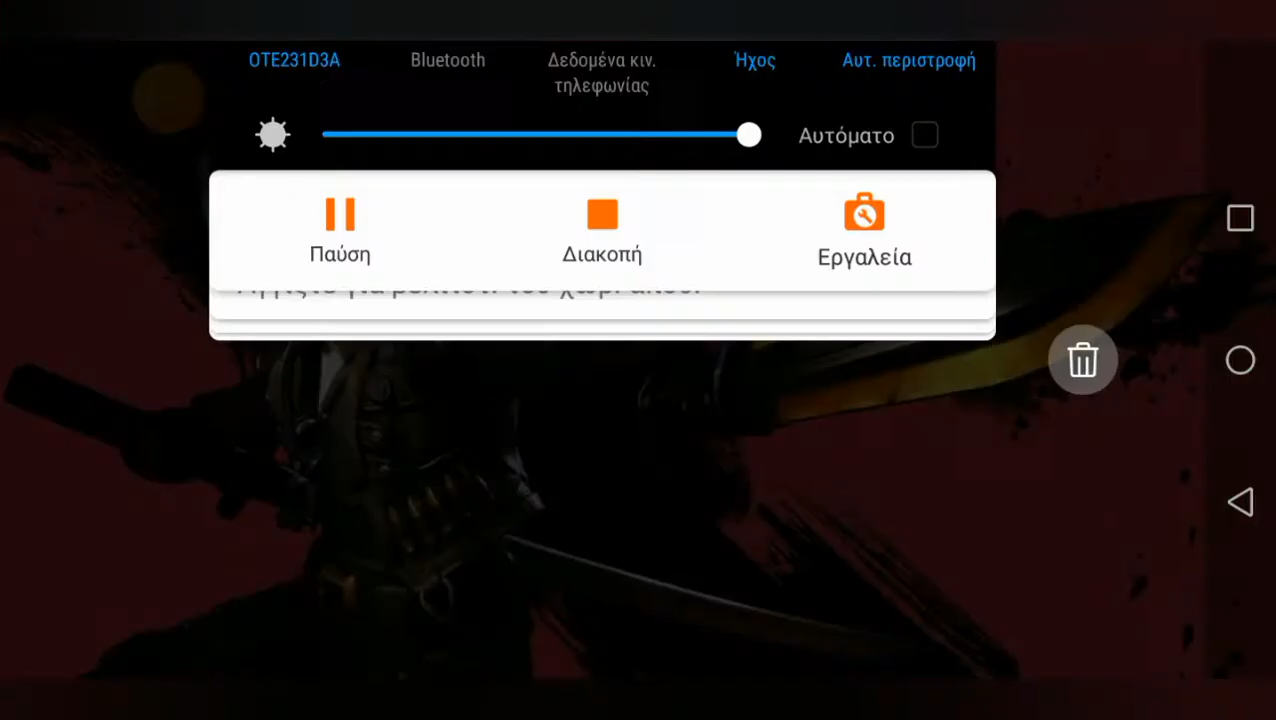 OTE231D3A Bluetooth Δεδομένα κιν. τηλεφωνίας Ήχος Αυτ. περιστροφή
Αυτόματο
Παύση Διακοπή Εργαλεία